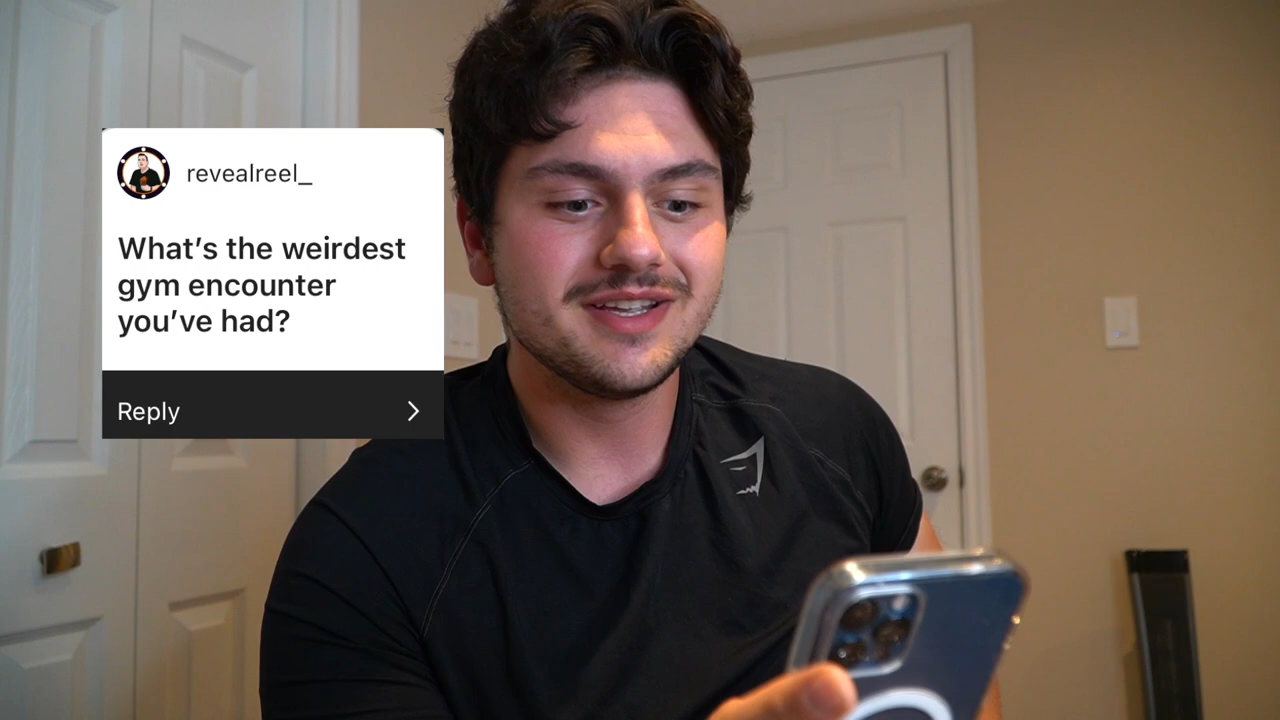 revealreel_
What’s the weirdest
gym encounter
you’ve had?
Reply